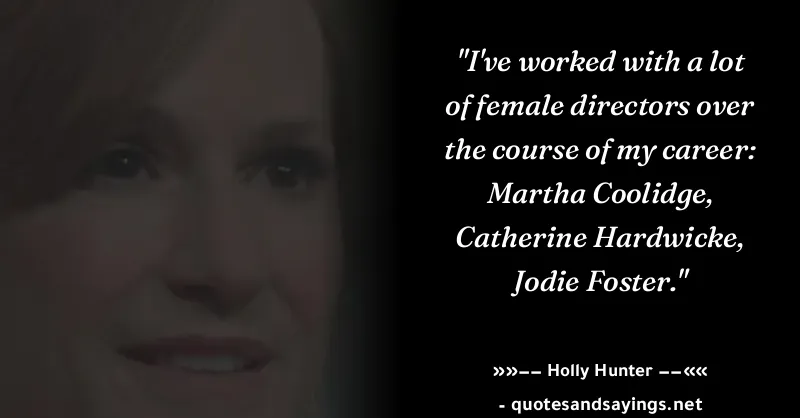 "I've worked with a lot
of female directors over
the course of my career:
Martha Coolidge,
Catherine Hardwicke,
Jodie Foster."
»»−− Holly Hunter −−««
- quotesandsayings.net